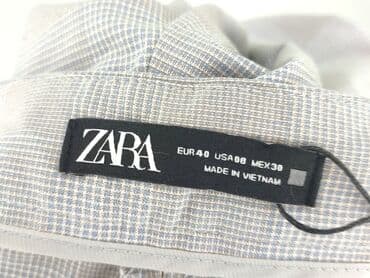 ZARA
EUR 40 USA 08 MEX 30
MADE IN VIETNAM